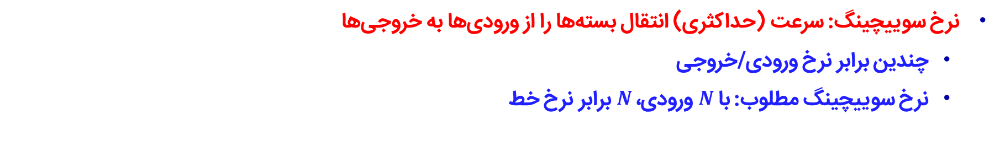 • نرخ سوییچینگ: سرعت (حداکثری) انتقال بسته‌ها را از ورودی‌ها به خروجی‌ها
• چندین برابر نرخ ورودی/خروجی
• نرخ سوییچینگ مطلوب: با N ورودی، N برابر نرخ خط